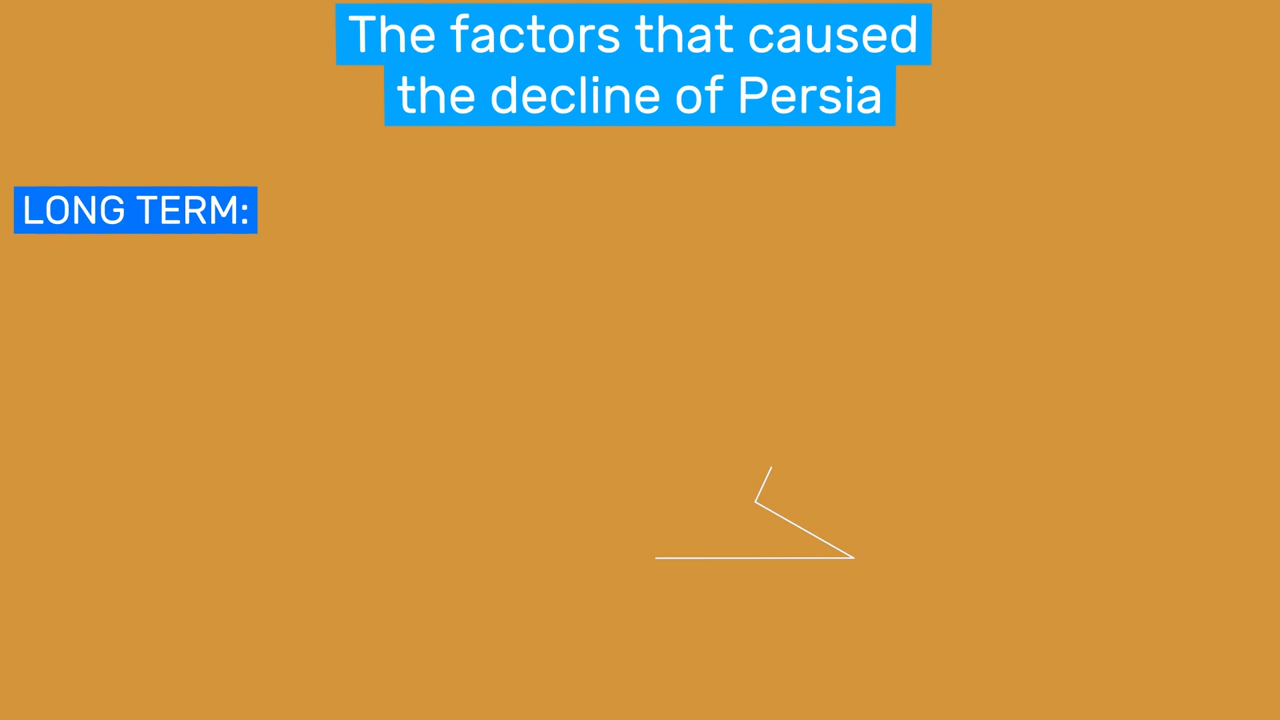 The factors that caused
the decline of Persia
LONG TERM: